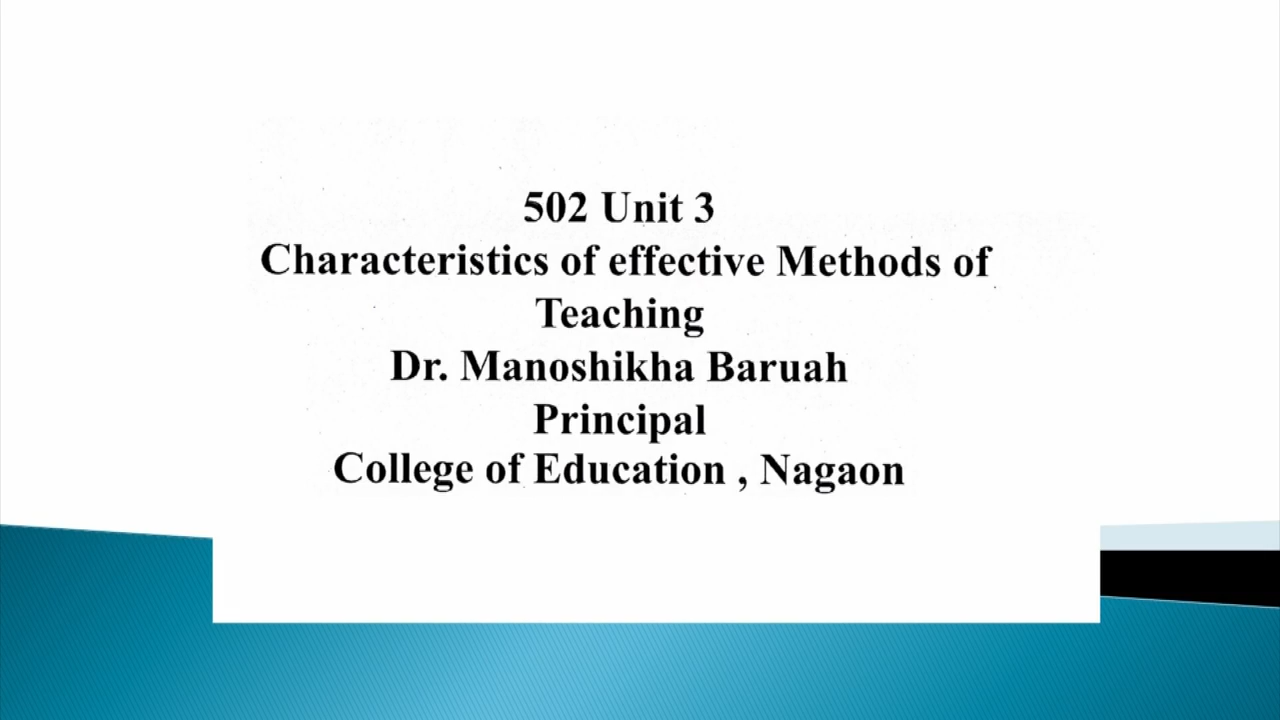 502 Unit 3
Characteristics of effective Methods of
Teaching
Dr. Manoshikha Baruah
Principal
College of Education , Nagaon